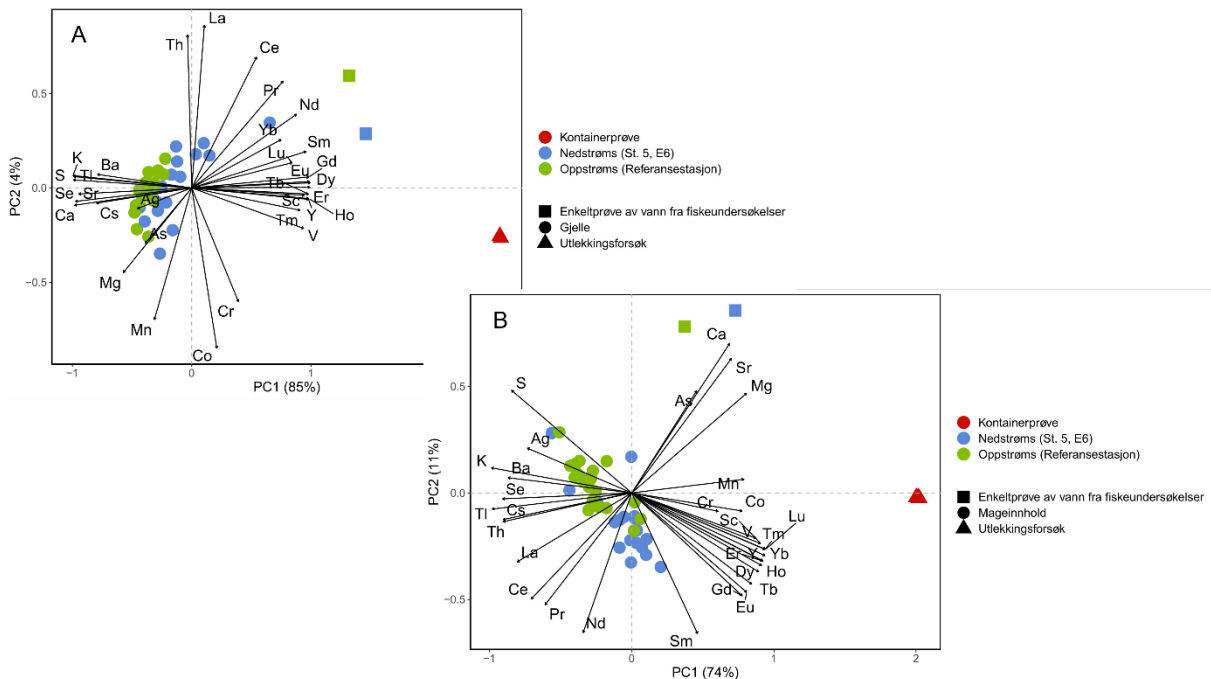 A
La
Th
Ce
Pr
Nd
Yb
Sm
Lu
Eu
Gd
Tb
Dy
Sc
Er
Y
Ho
Tm
V
K
S
Tl
Ba
Se
Sr
Ca
Cs
Ag
As
Mg
Mn
Cr
Co
0.5
0.0
-0.5
PC2 (4%)
-1
0
1
PC1 (85%)
Kontainerprøve
Nedstrøms (St. 5, E6)
Oppstrøms (Referansestasjon)
Enkeltprøve av vann fra fiskeundersøkelser
Gjelle
Utlekkingsforsøk
B
Ca
Sr
As
Mg
S
Ag
K
Ba
Se
Tl
Cs
Th
La
Ce
Pr
Nd
Sm
Mn
Cr
Co
Sc
V
Lu
Tm
Er
Y
Yb
Dy
Ho
Gd
Tb
Eu
0.5
0.0
-0.5
PC2 (11%)
-1
0
1
2
PC1 (74%)
Kontainerprøve
Nedstrøms (St. 5, E6)
Oppstrøms (Referansestasjon)
Enkeltprøve av vann fra fiskeundersøkelser
Mageinnhold
Utlekkingsforsøk